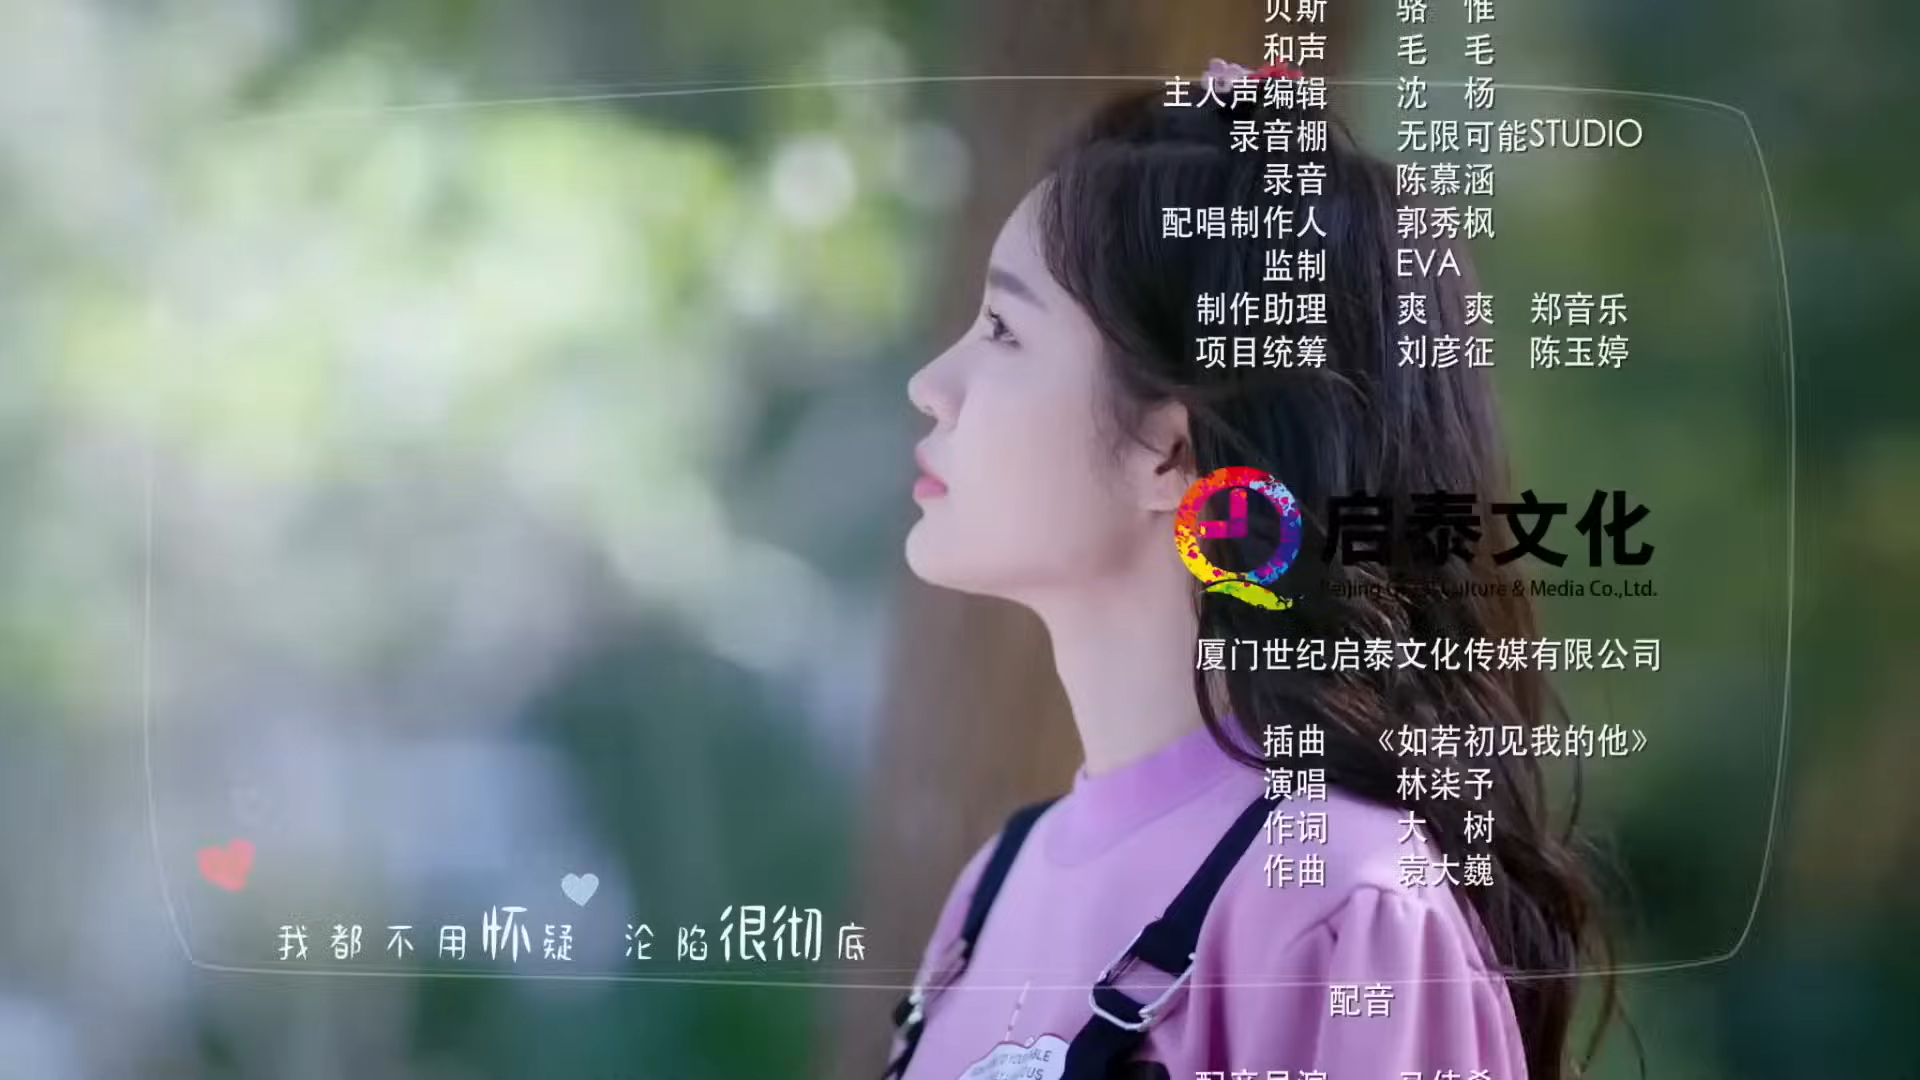 贝斯 骆 惟
和声 毛 毛
主人声编辑 沈 杨
录音棚 无限可能STUDIO
录音 陈慕涵
配唱制作人 郭秀枫
监制 EVA
制作助理 爽 爽 郑音乐
项目统筹 刘彦征 陈玉婷
启泰文化
Culture & Media Co.,Ltd.
厦门世纪启泰文化传媒有限公司
插曲 《如若初见我的他》
演唱 林柒予
作词 大 树
作曲 袁大巍
我都不用怀疑 沦陷很彻底
配音